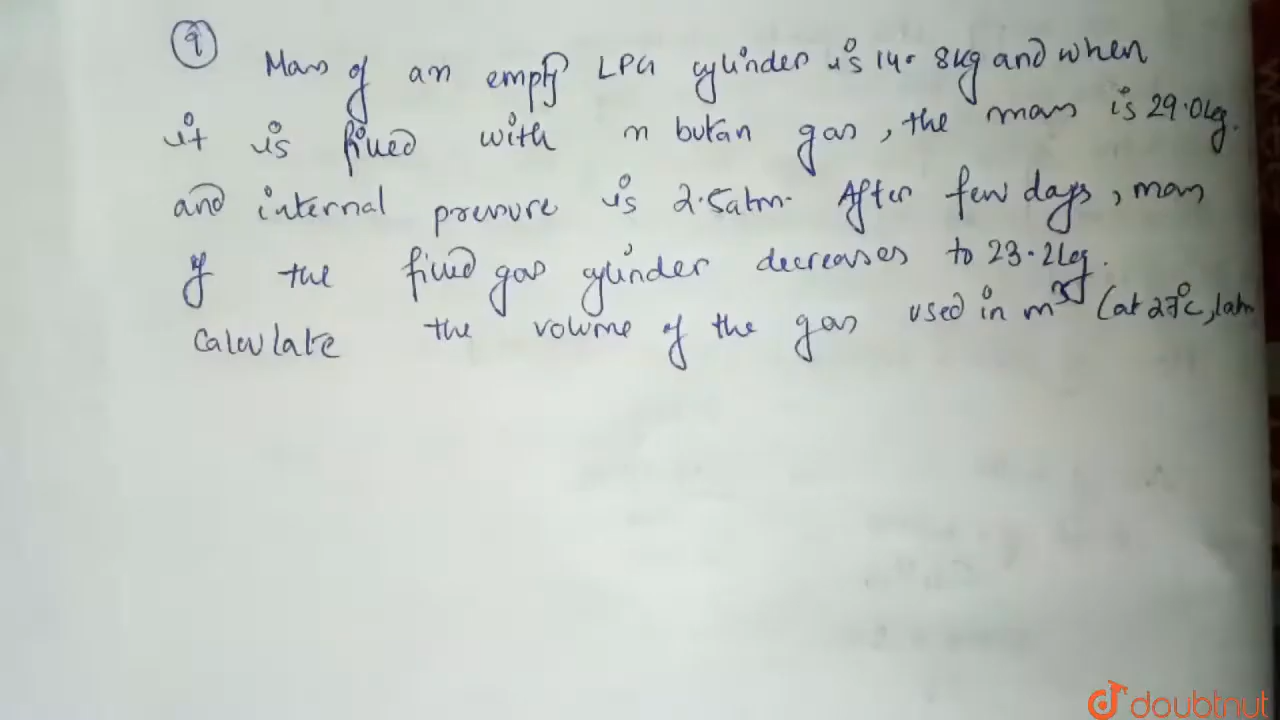 9
Mass of an empty LPG cylinder is 14.8kg and when
it is filled with n butan gas, the mass is 29.0kg.
and internal pressure is 2.5atm. After few days, mass
of the filled gas cylinder decreases to 23.2kg.
Calculate the volume of the gas used in m³ (at 27°C, 1atm
doubtnut